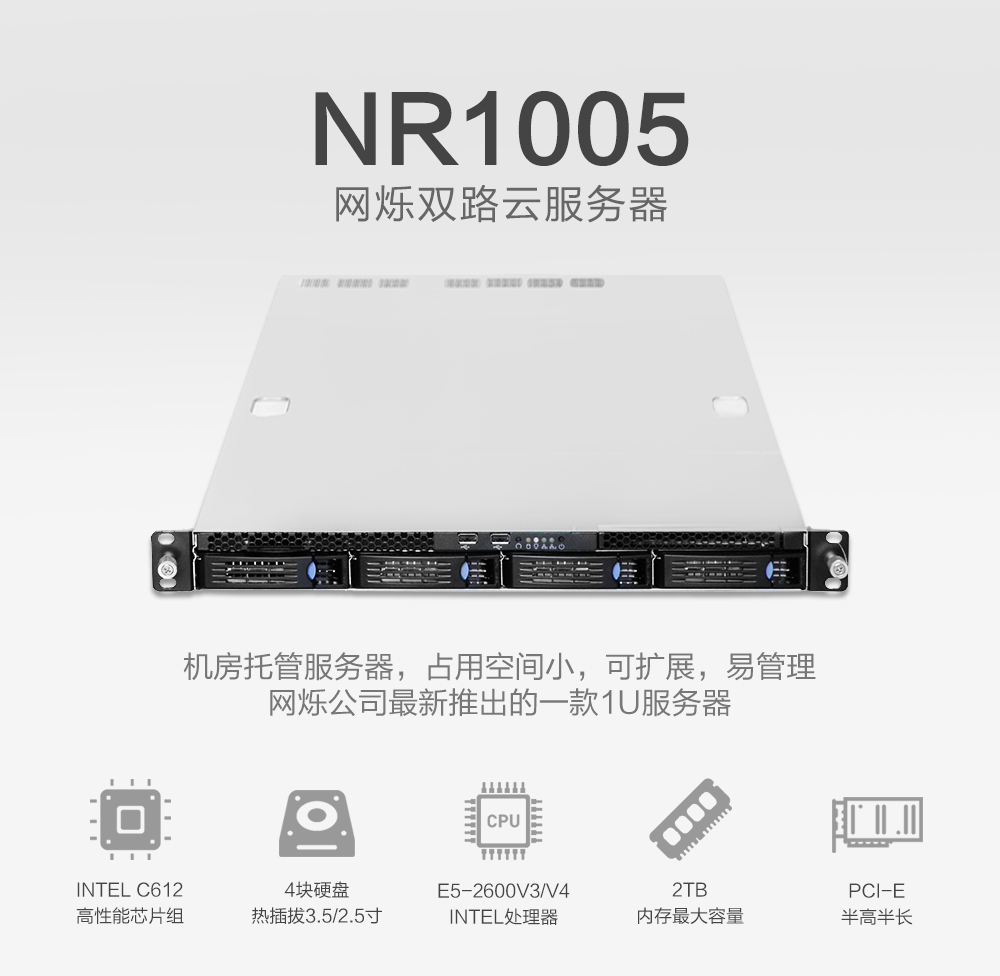 NR1005
网烁双路云服务器
机房托管服务器，占用空间小，可扩展，易管理
网烁公司最新推出的一款1U服务器
CPU
INTEL C612
高性能芯片组
4块硬盘
热插拔3.5/2.5寸
E5-2600V3/V4
INTEL处理器
2TB
内存最大容量
PCI-E
半高半长